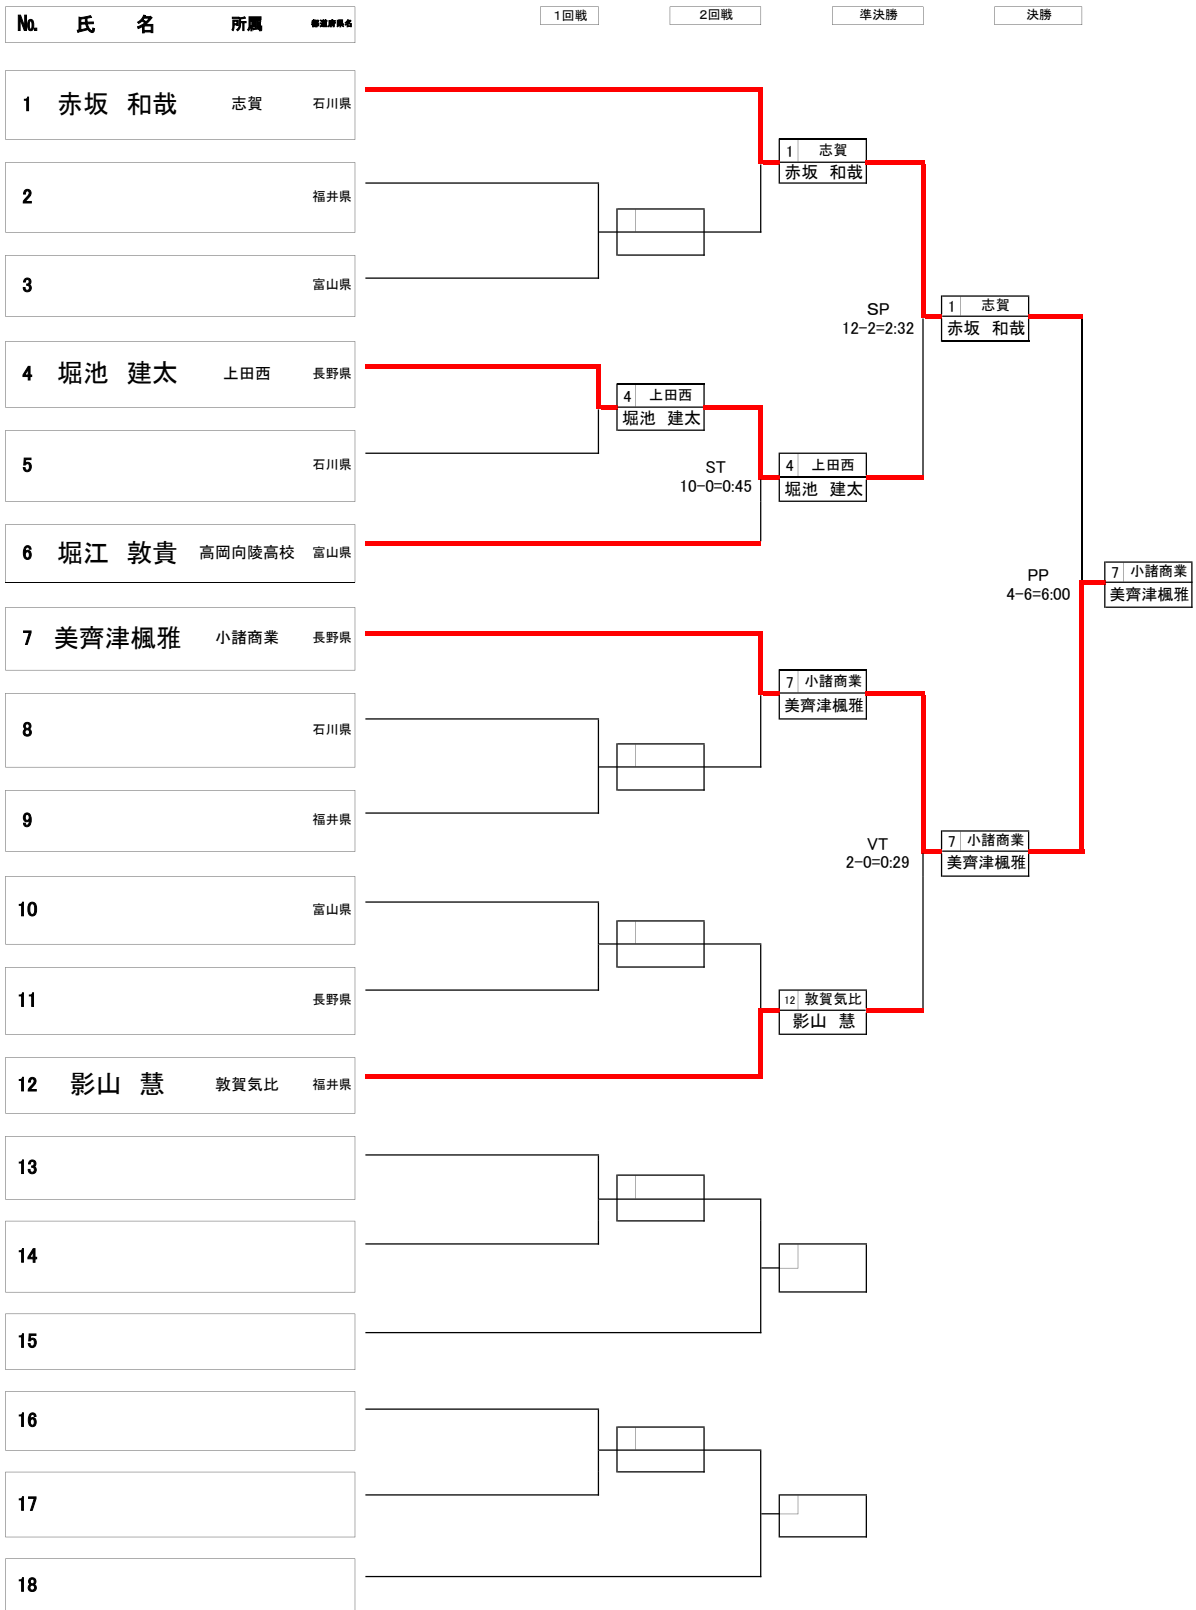 No. 氏 名 所属 都道府県名 1回戦 2回戦 準決勝 決勝
1 赤坂 和哉 志賀 石川県
1 志賀
赤坂 和哉
2 福井県
3 富山県
SP
12-2=2:32
1 志賀
赤坂 和哉
4 堀池 建太 上田西 長野県
4 上田西
堀池 建太
5 石川県
ST
10-0=0:45
4 上田西
堀池 建太
6 堀江 敦貴 高岡向陵高校 富山県
PP
4-6=6:00
7 小諸商業
美齊津楓雅
7 美齊津楓雅 小諸商業 長野県
7 小諸商業
美齊津楓雅
8 石川県
9 福井県
VT
2-0=0:29
7 小諸商業
美齊津楓雅
10 富山県
11 長野県
12 敦賀気比
影山 慧
12 影山 慧 敦賀気比 福井県
13
14
15
16
17
18